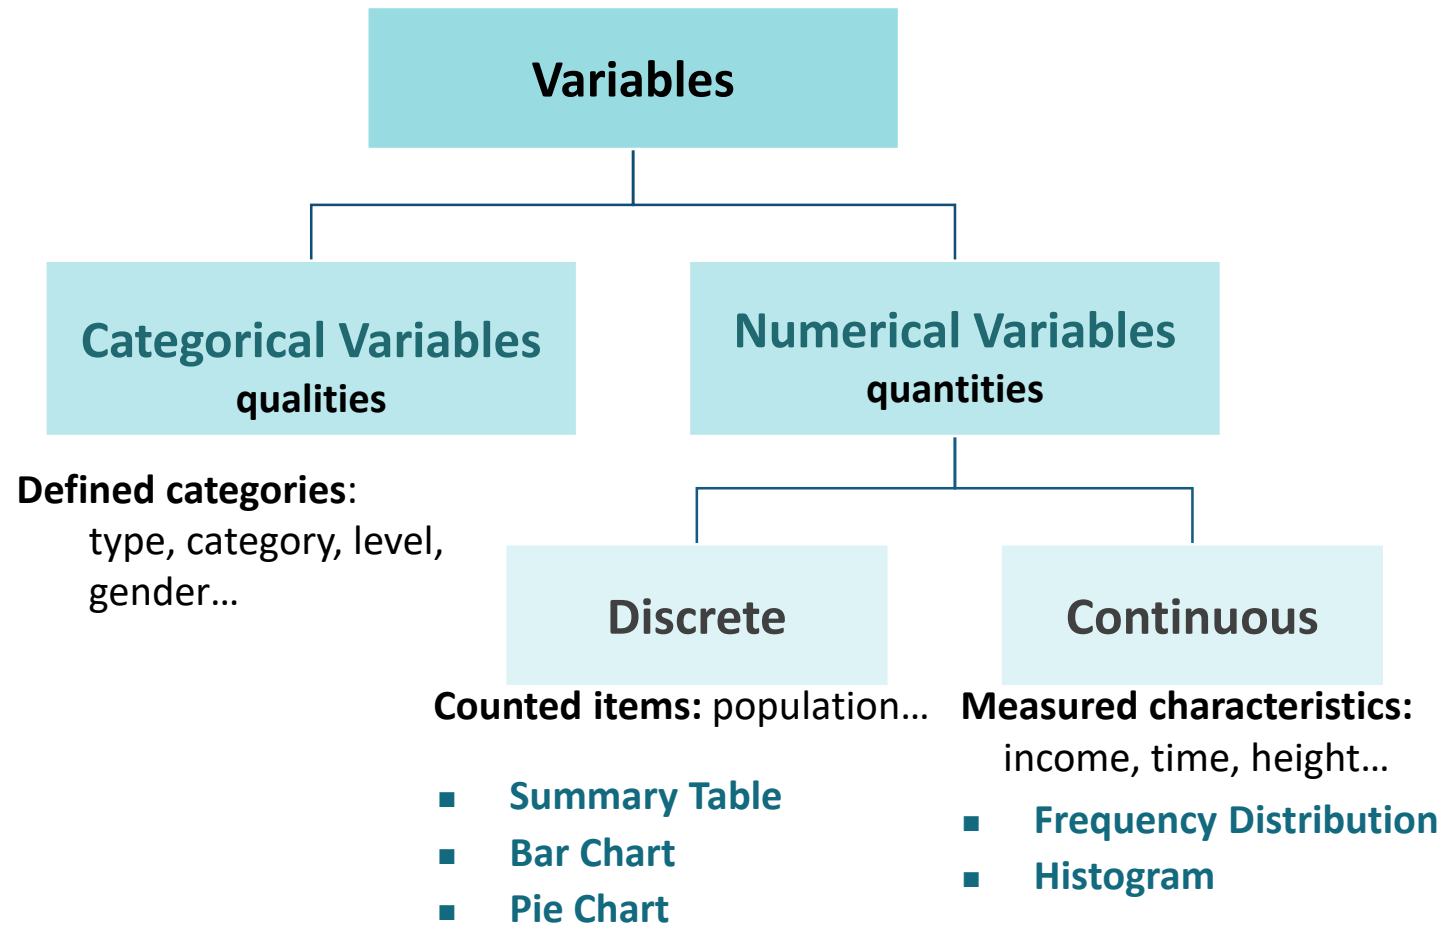 Variables
Categorical Variables
qualities
Numerical Variables
quantities
Defined categories:
type, category, level,
gender…
Discrete
Continuous
Counted items: population…
■ Summary Table
■ Bar Chart
■ Pie Chart
Measured characteristics:
income, time, height…
■ Frequency Distribution
■ Histogram